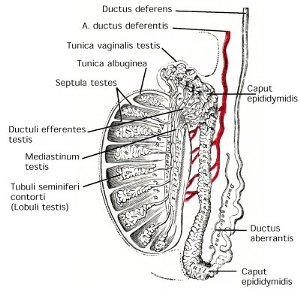 Ductus deferens
A. ductus deferentis
Tunica vaginalis testis
Tunica albuginea
Septula testes
Caput
epididymidis
Ductuli efferentes
testis
Mediastinum
testis
Tubuli seminiferi
contorti
(Lobuli testis)
Ductus
aberrantis
Caput
epididymidis